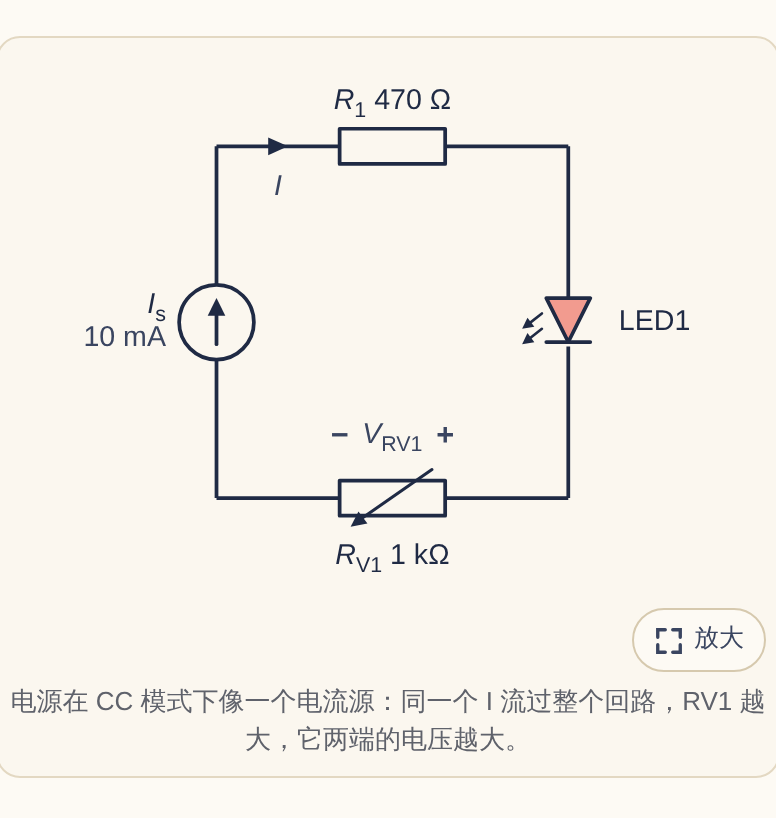 R1 470 Ω
I
Is
10 mA
LED1
− VRV1 +
RV1 1 kΩ
放大
电源在 CC 模式下像一个电流源：同一个 I 流过整个回路，RV1 越
大，它两端的电压越大。